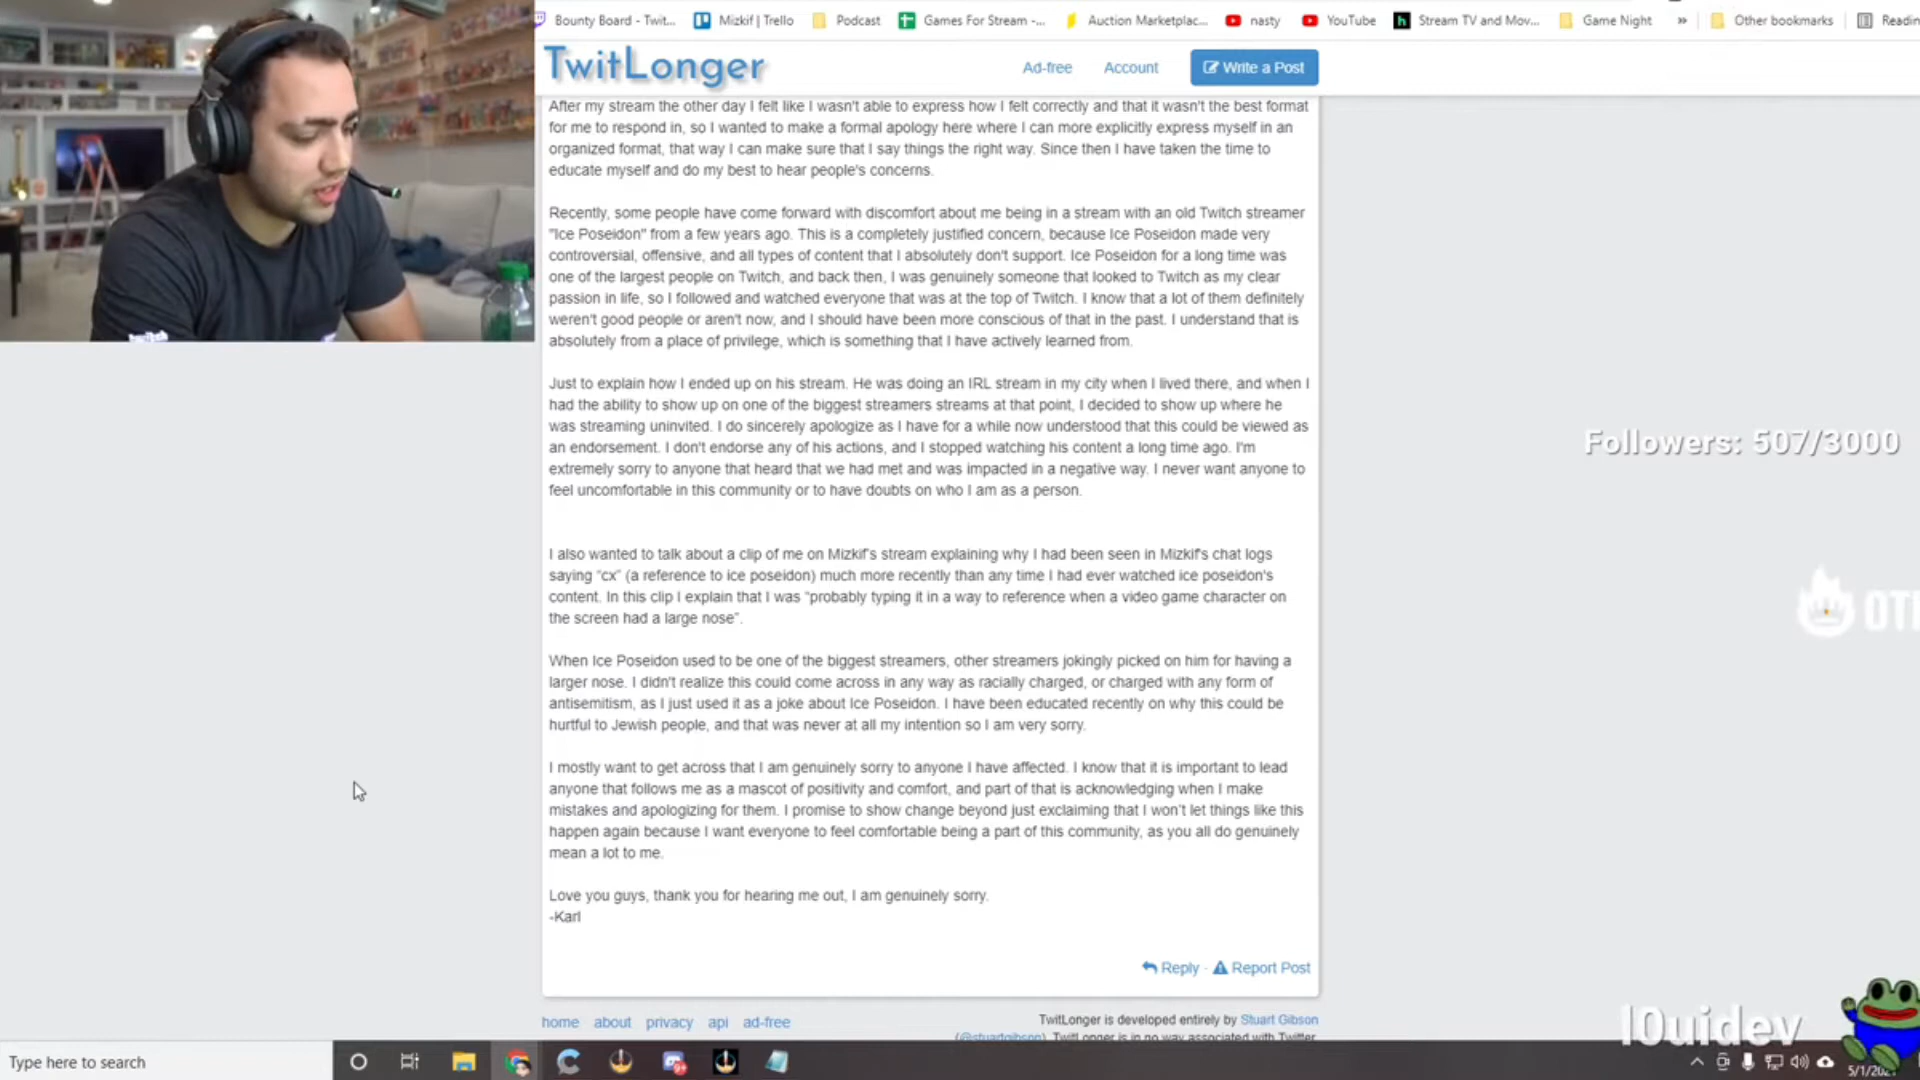 Bounty Board - Twit...
Mizkif | Trello
Podcast
Games For Stream -...
Auction Marketplac...
nasty
YouTube
Stream TV and Mov...
Game Night
»
Other bookmarks
TwitLonger
Ad-free
Account
Write a Post
After my stream the other day I felt like I wasn't able to express how I felt correctly and that it wasn't the best format
for me to respond in, so I wanted to make a formal apology here where I can more explicitly express myself in an
organized format, that way I can make sure that I say things the right way. Since then I have taken the time to
educate myself and do my best to hear people's concerns.
Recently, some people have come forward with discomfort about me being in a stream with an old Twitch streamer
"Ice Poseidon" from a few years ago. This is a completely justified concern, because Ice Poseidon made very
controversial, offensive, and all types of content that I absolutely don't support. Ice Poseidon for a long time was
one of the largest people on Twitch, and back then, I was genuinely someone that looked to Twitch as my clear
passion in life, so I followed and watched everyone that was at the top of Twitch. I know that a lot of them definitely
weren't good people or aren't now, and I should have been more conscious of that in the past. I understand that is
absolutely from a place of privilege, which is something that I have actively learned from.
Just to explain how I ended up on his stream. He was doing an IRL stream in my city when I lived there, and when I
had the ability to show up on one of the biggest streamers streams at that point, I decided to show up where he
was streaming uninvited. I do sincerely apologize as I have for a while now understood that this could be viewed as
an endorsement. I don't endorse any of his actions, and I stopped watching his content a long time ago. I'm
extremely sorry to anyone that heard that we had met and was impacted in a negative way. I never want anyone to
feel uncomfortable in this community or to have doubts on who I am as a person.
Followers: 507/3000
I also wanted to talk about a clip of me on Mizkif's stream explaining why I had been seen in Mizkif's chat logs
saying “cx” (a reference to ice poseidon) much more recently than any time I had ever watched ice poseidon's
content. In this clip I explain that I was “probably typing it in a way to reference when a video game character on
the screen had a large nose”.
When Ice Poseidon used to be one of the biggest streamers, other streamers jokingly picked on him for having a
larger nose. I didn't realize this could come across in any way as racially charged, or charged with any form of
antisemitism, as I just used it as a joke about Ice Poseidon. I have been educated recently on why this could be
hurtful to Jewish people, and that was never at all my intention so I am very sorry.
I mostly want to get across that I am genuinely sorry to anyone I have affected. I know that it is important to lead
anyone that follows me as a mascot of positivity and comfort, and part of that is acknowledging when I make
mistakes and apologizing for them. I promise to show change beyond just exclaiming that I won't let things like this
happen again because I want everyone to feel comfortable being a part of this community, as you all do genuinely
mean a lot to me.
Love you guys, thank you for hearing me out, I am genuinely sorry.
-Karl
Reply · Report Post
home about privacy api ad-free
TwitLonger is developed entirely by Stuart Gibson
(@stuartgibson). TwitLonger is in no way associated with Twitter
l0uidev
Type here to search